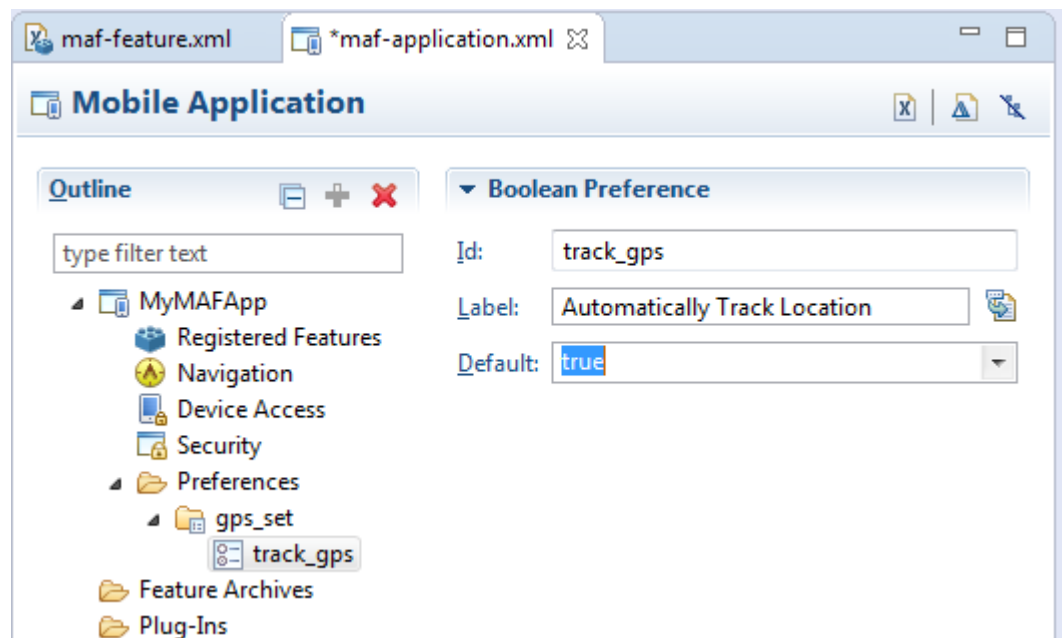 maf-feature.xml *maf-application.xml
Mobile Application
Outline
type filter text
MyMAFApp
Registered Features
Navigation
Device Access
Security
Preferences
gps_set
track_gps
Feature Archives
Plug-Ins
Boolean Preference
Id: track_gps
Label: Automatically Track Location
Default: true